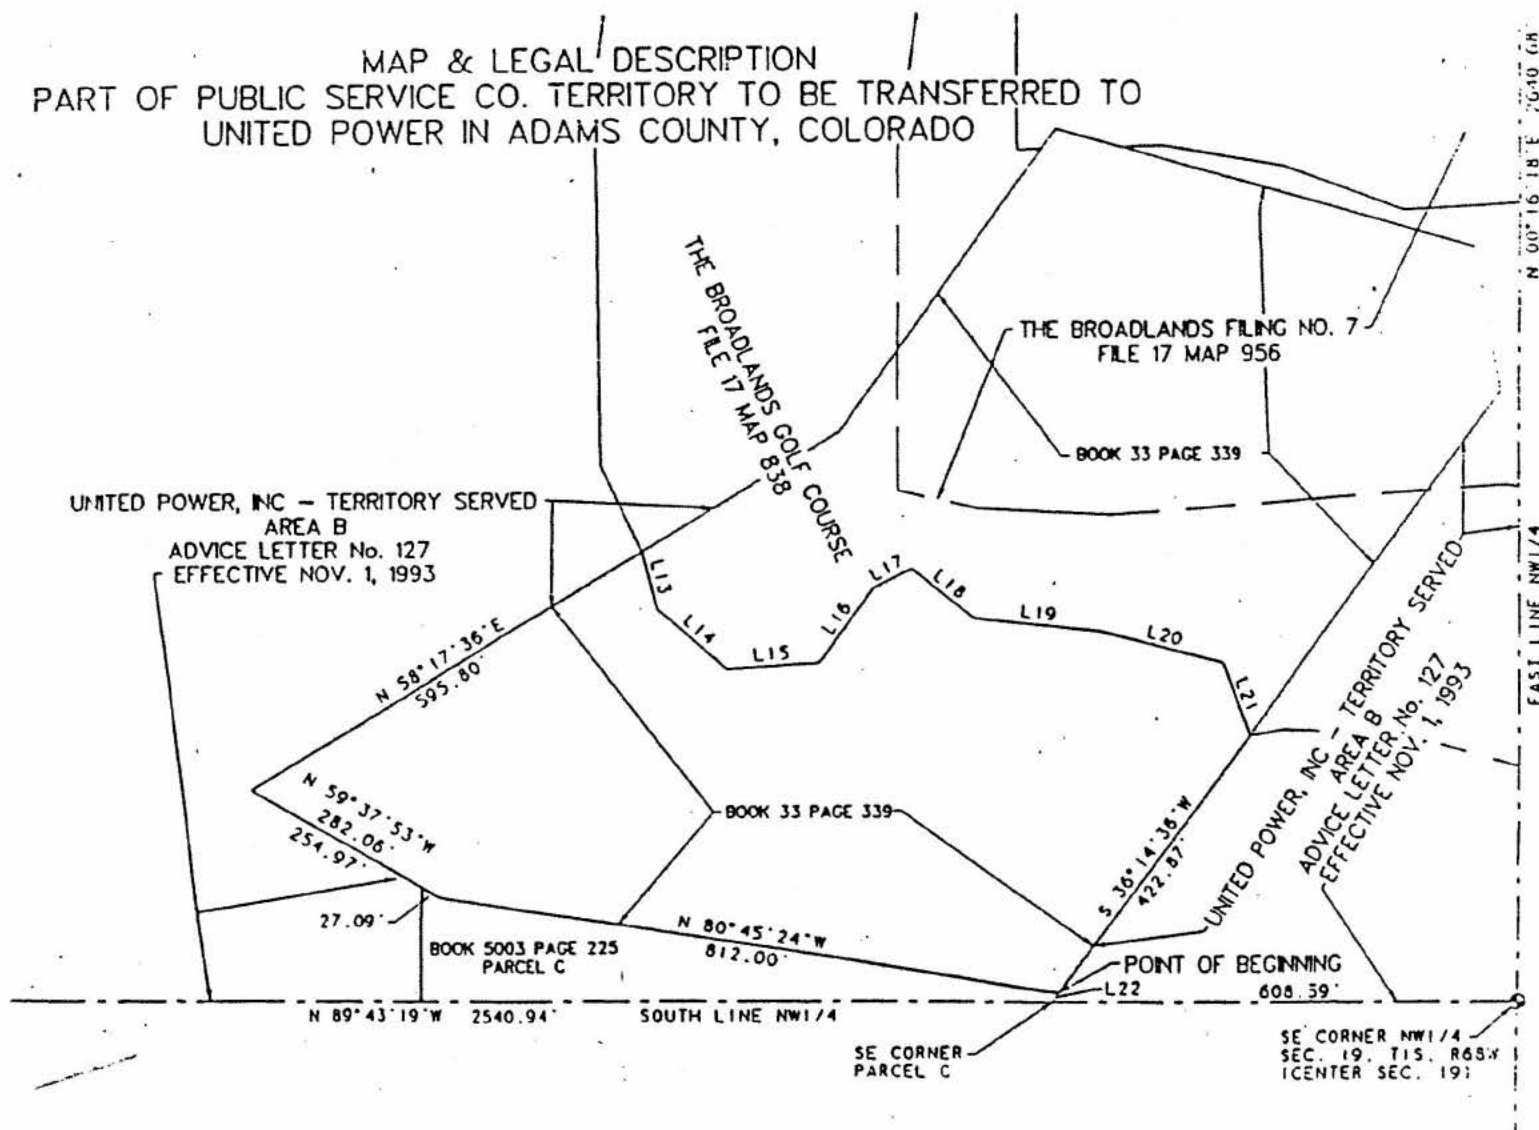 MAP & LEGAL DESCRIPTION
PART OF PUBLIC SERVICE CO. TERRITORY TO BE TRANSFERRED TO
UNITED POWER IN ADAMS COUNTY, COLORADO
N 00°16'18"E
THE BROADLANDS GOLF COURSE
FILE 17 MAP 838
THE BROADLANDS FILING NO. 7
FILE 17 MAP 956
BOOK 33 PAGE 339
UNITED POWER, INC - TERRITORY SERVED
AREA B
ADVICE LETTER No. 127
EFFECTIVE NOV. 1, 1993
EAST LINE NW1/4
L13
L14
L15
L16
L17
L18
L19
L20
L21
N 58°17'36"E
595.80'
N 59°37'53"W
282.06'
254.97'
27.09'
BOOK 33 PAGE 339
BOOK 5003 PAGE 225
PARCEL C
N 80°45'24"W
812.00'
S 36°14'36"W
422.87'
UNITED POWER, INC - TERRITORY SERVED
AREA B
ADVICE LETTER No. 127
EFFECTIVE NOV. 1, 1993
POINT OF BEGINNING
L22
608.59'
N 89°43'19"W 2540.94' SOUTH LINE NW1/4
SE CORNER
PARCEL C
SE CORNER NW1/4
SEC. 19, T1S, R68W
(CENTER SEC. 19)